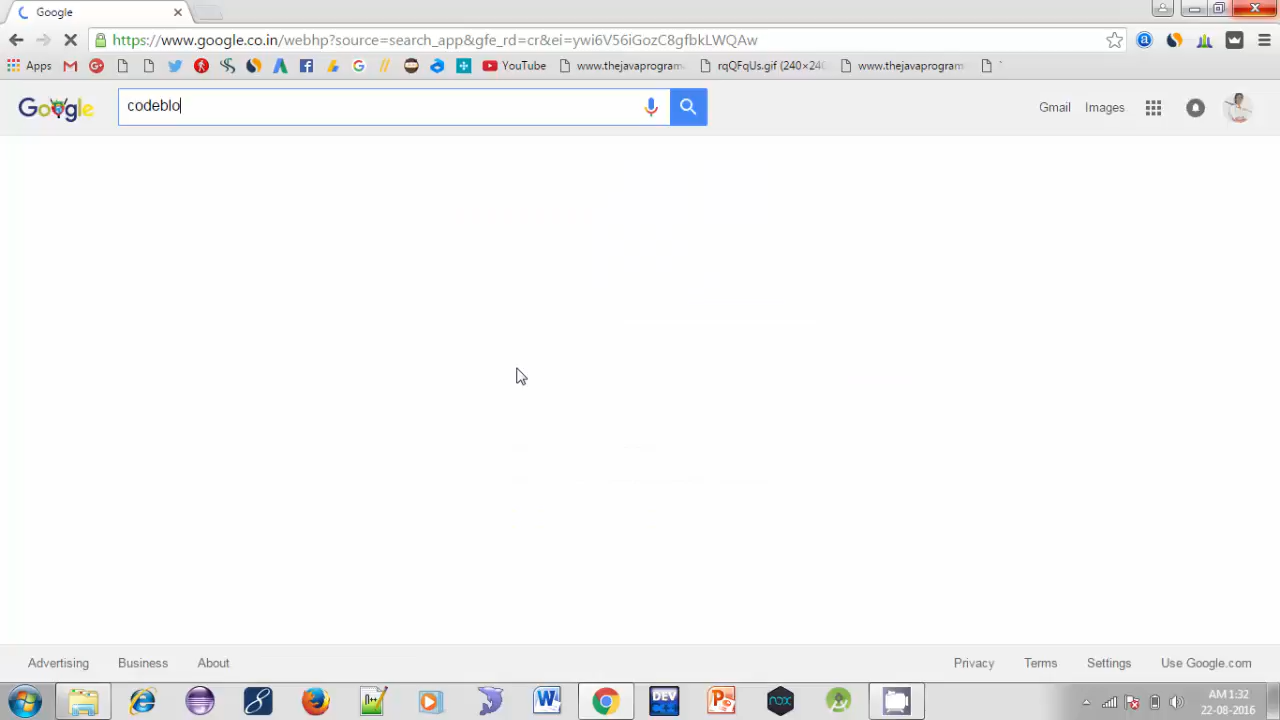 Google
https://www.google.co.in/webhp?source=search_app&gfe_rd=cr&ei=ywi6V56iGozC8gfbkLWQAw
Apps YouTube www.thejavaprogram rqQFqUs.gif (240×240 www.thejavaprogram
Google codeblo Gmail Images
Advertising Business About Privacy Terms Settings Use Google.com
W DEV C++ nox AM 1:32
22-08-2016